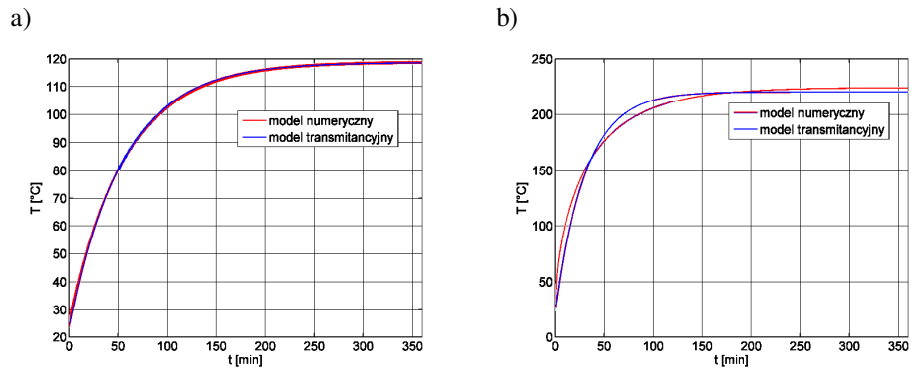 a)
120
110
100
90
80
70
60
50
40
30
20
T [°C]
0 50 100 150 200 250 300 350
t [min]
model numeryczny
model transmitancyjny
b)
250
200
150
100
50
0
T [°C]
0 50 100 150 200 250 300 350
t [min]
model numeryczny
model transmitancyjny